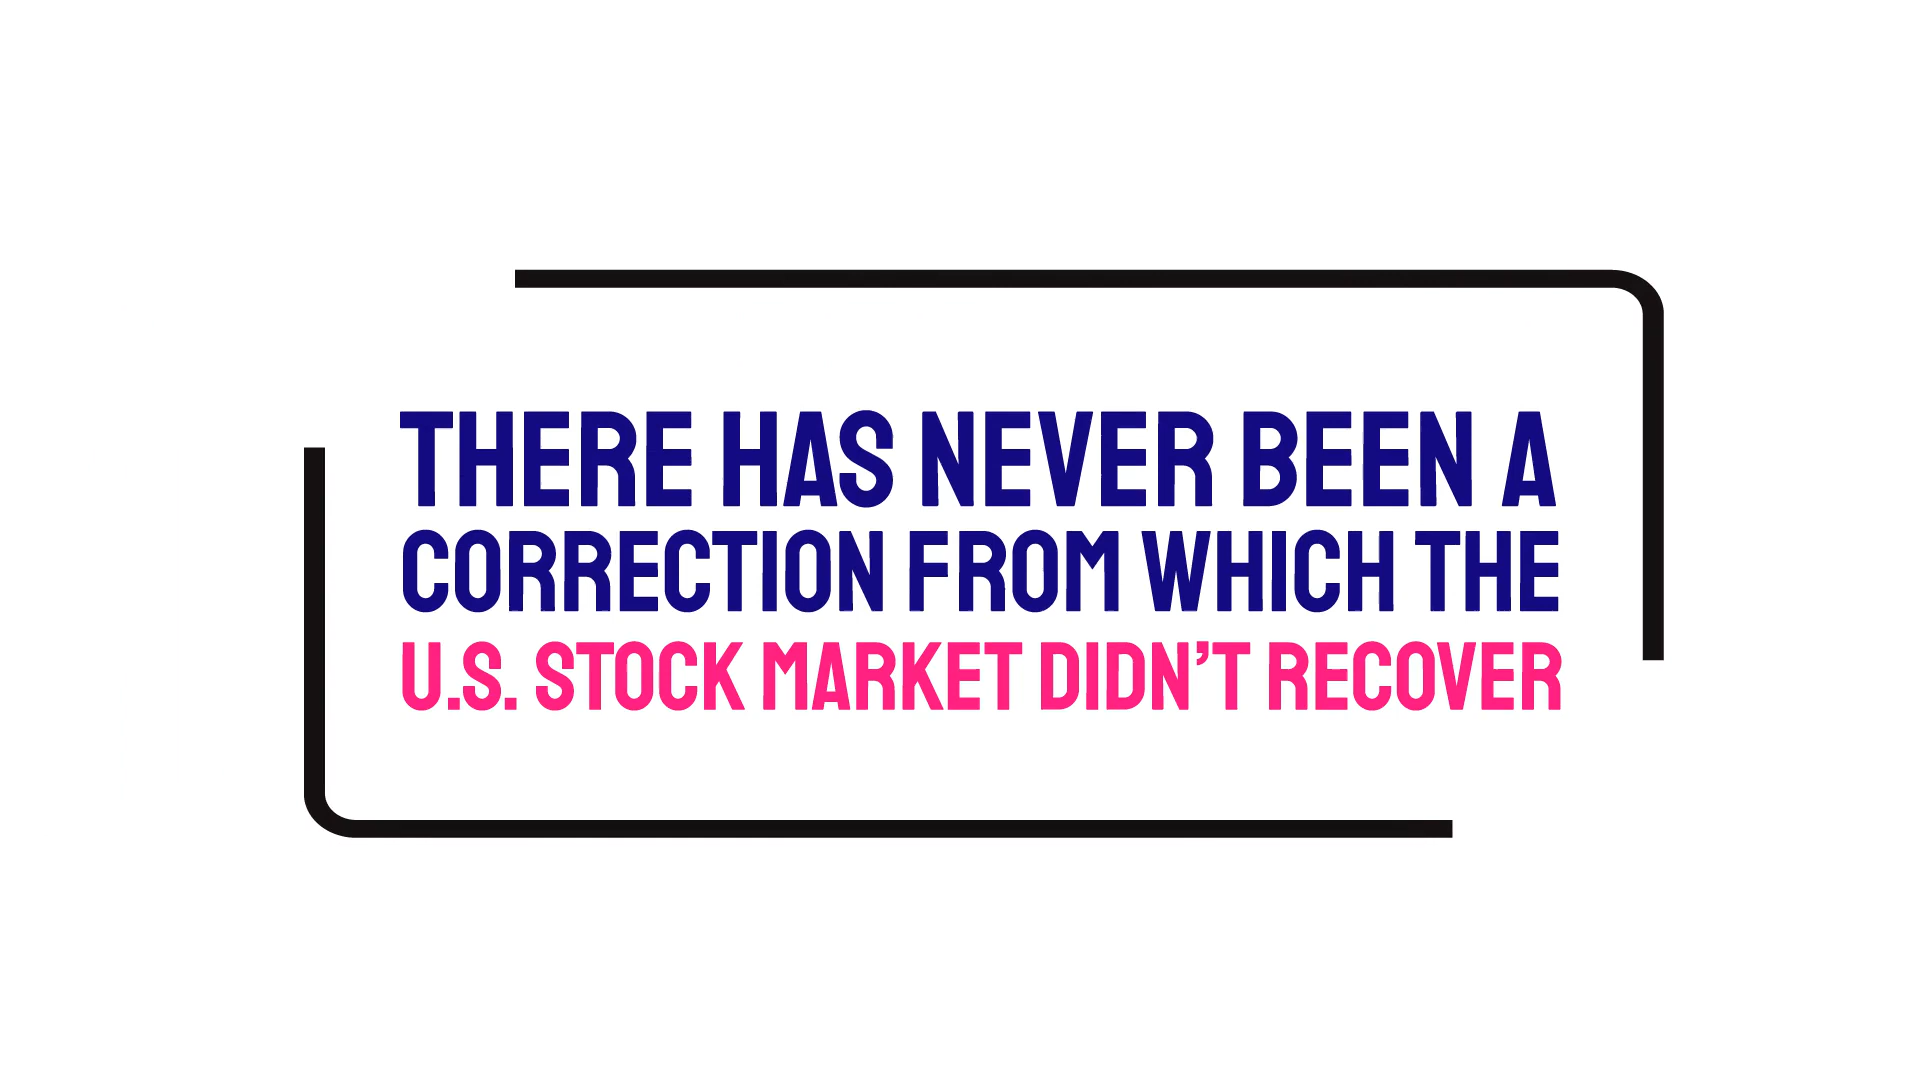 THERE HAS NEVER BEEN A
CORRECTION FROM WHICH THE
U.S. STOCK MARKET DIDN’T RECOVER